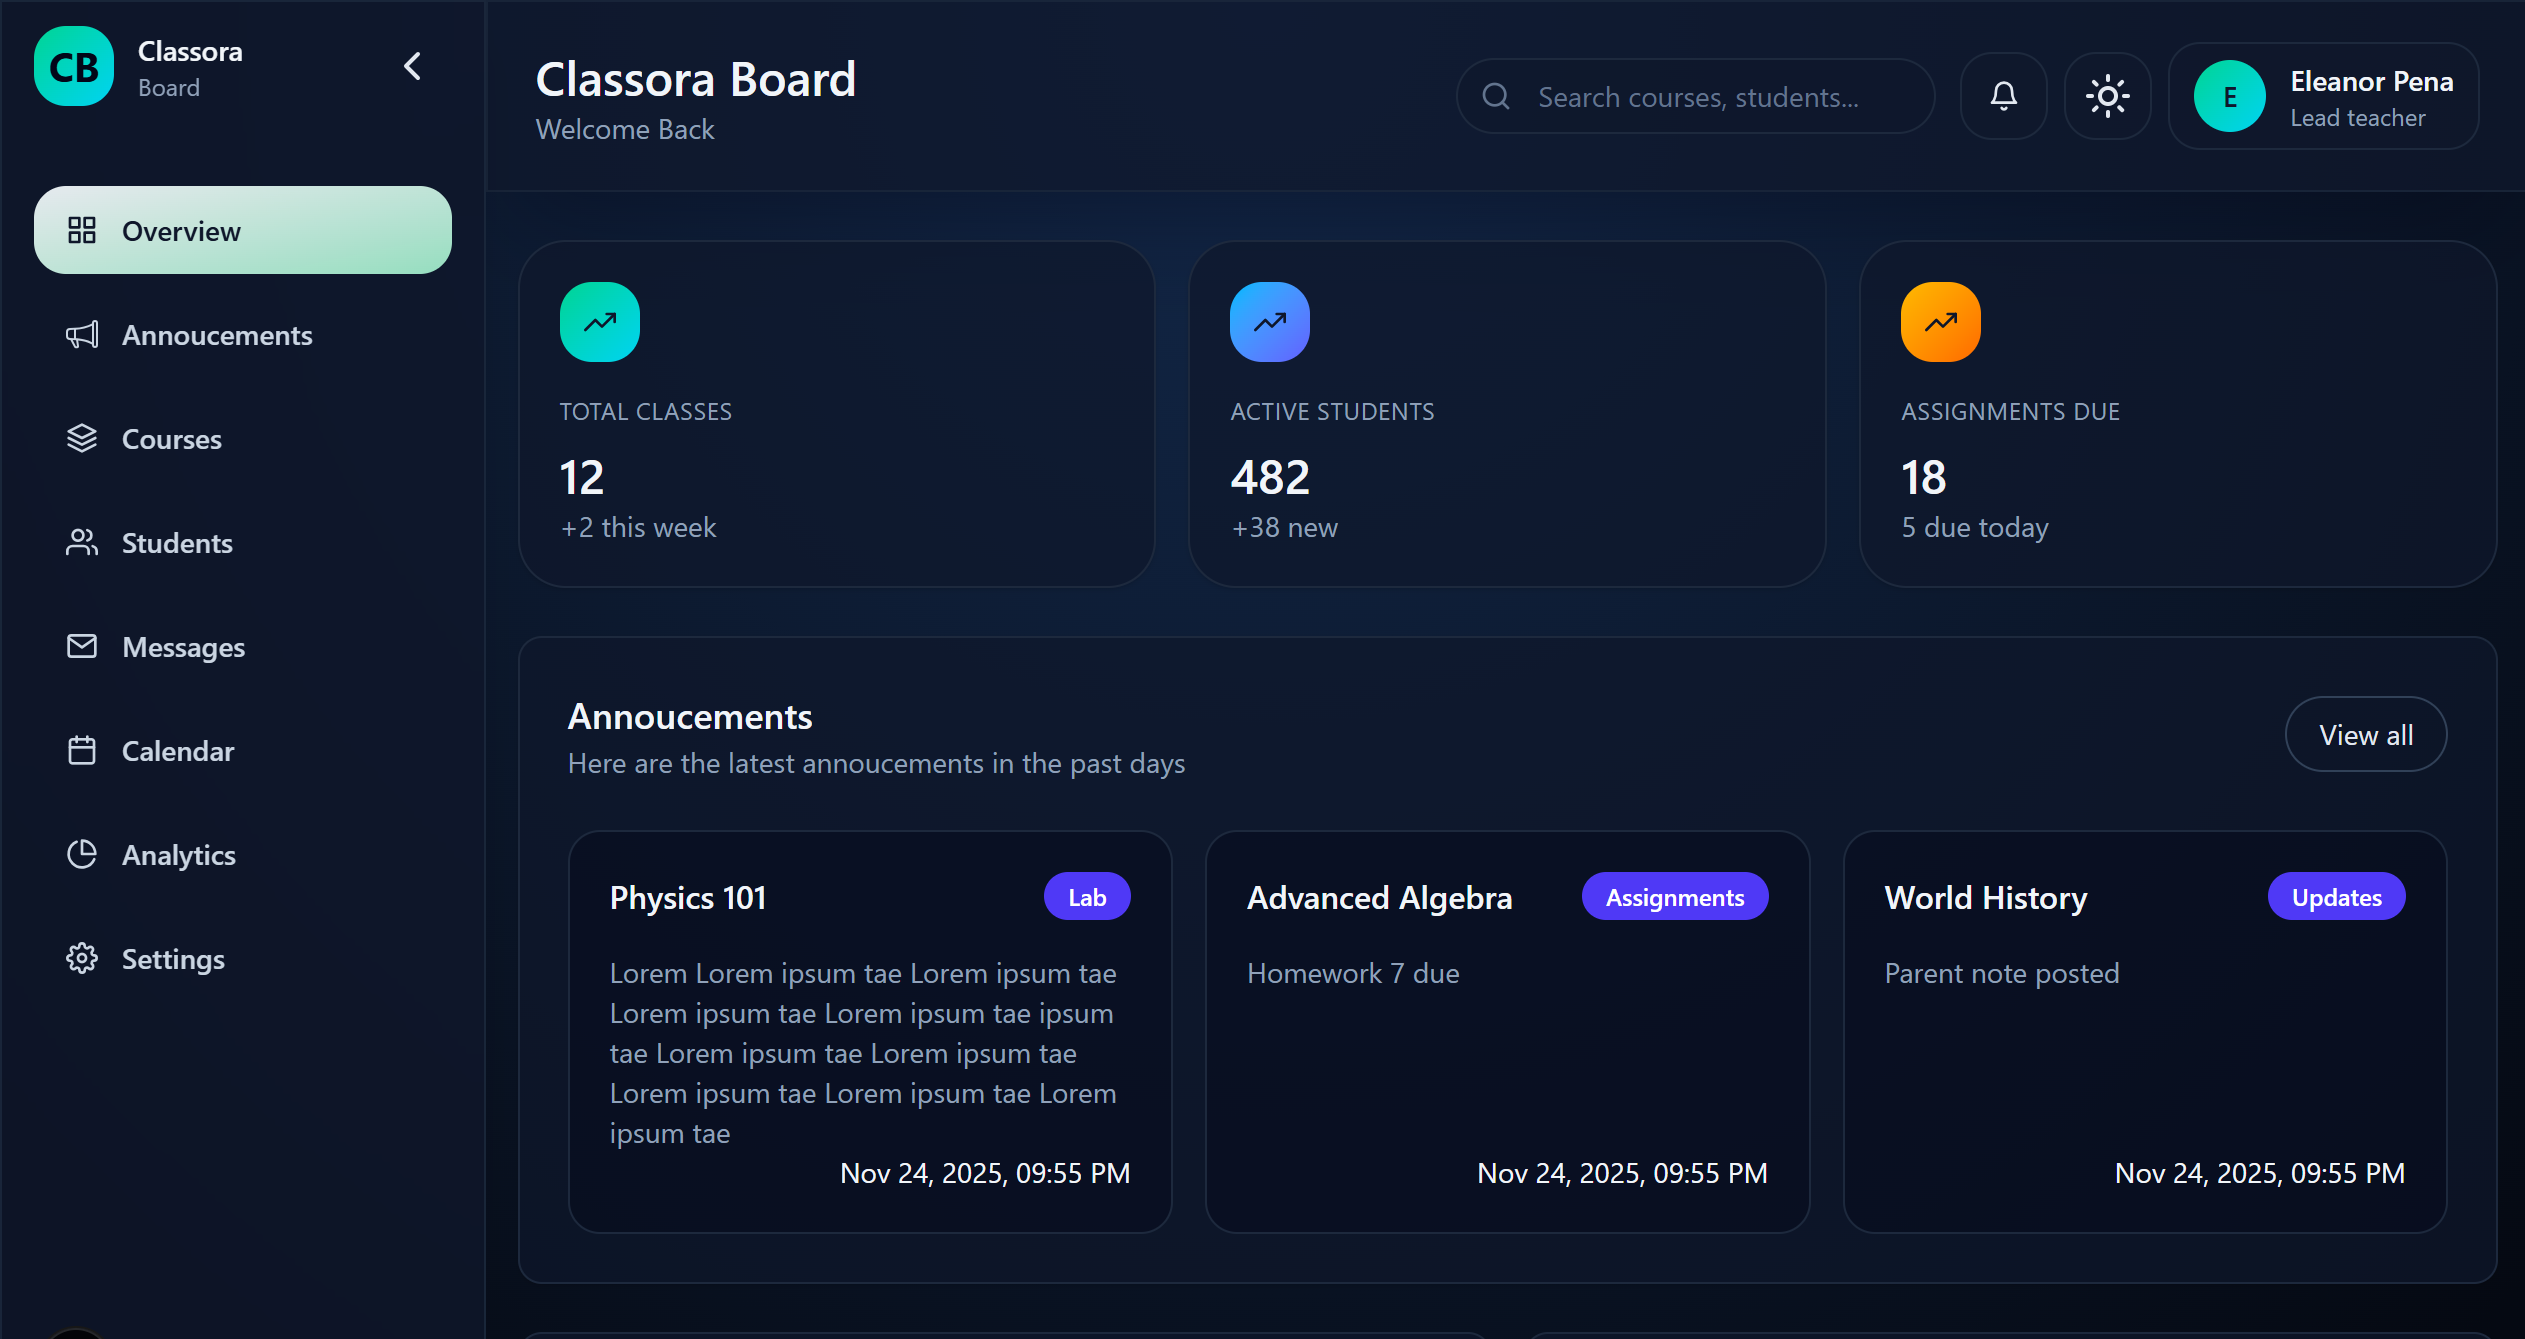 CB
Classora
Board
Overview
Annoucements
Courses
Students
Messages
Calendar
Analytics
Settings
Classora Board
Welcome Back
Search courses, students...
E
Eleanor Pena
Lead teacher
TOTAL CLASSES
12
+2 this week
ACTIVE STUDENTS
482
+38 new
ASSIGNMENTS DUE
18
5 due today
Annoucements
Here are the latest annoucements in the past days
View all
Physics 101
Lab
Lorem Lorem ipsum tae Lorem ipsum tae
Lorem ipsum tae Lorem ipsum tae ipsum
tae Lorem ipsum tae Lorem ipsum tae
Lorem ipsum tae Lorem ipsum tae Lorem
ipsum tae
Nov 24, 2025, 09:55 PM
Advanced Algebra
Assignments
Homework 7 due
Nov 24, 2025, 09:55 PM
World History
Updates
Parent note posted
Nov 24, 2025, 09:55 PM